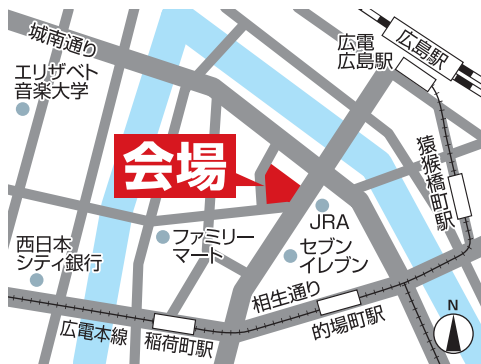 城南通り
広島駅
広電
広島駅
エリザベト
音楽大学
猿猴橋町駅
会場
JRA
ファミリー
マート
セブン
イレブン
西日本
シティ銀行
相生通り
的場町駅
広電本線
稲荷町駅
N